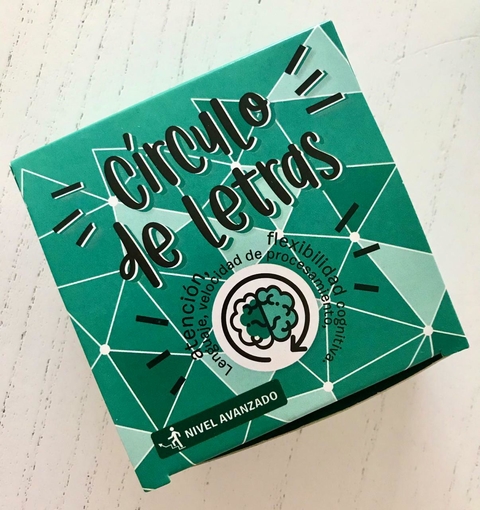 círculo
de letras
atención, flexibilidad cognitiva,
Lenguaje, velocidad de procesamiento,
NIVEL AVANZADO